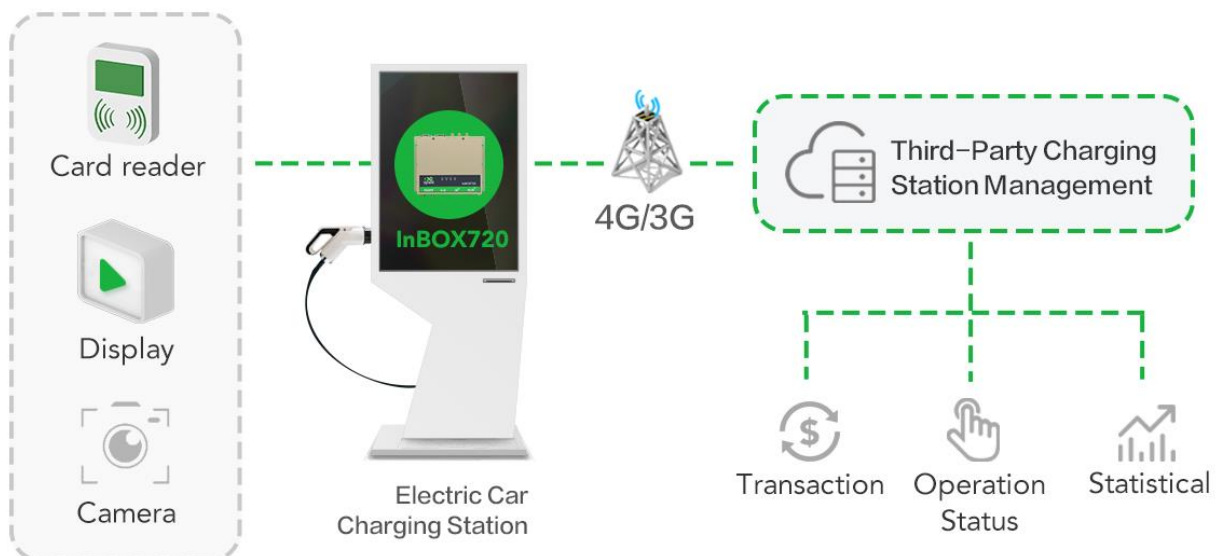 Card reader
Display
Camera
InBOX720
Electric Car
Charging Station
4G/3G
Third-Party Charging
Station Management
Transaction
Operation
Status
Statistical